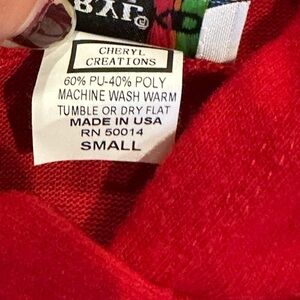 CHERYL
CREATIONS
60% PU-40% POLY
MACHINE WASH WARM
TUMBLE OR DRY FLAT
MADE IN USA
RN 50014
SMALL